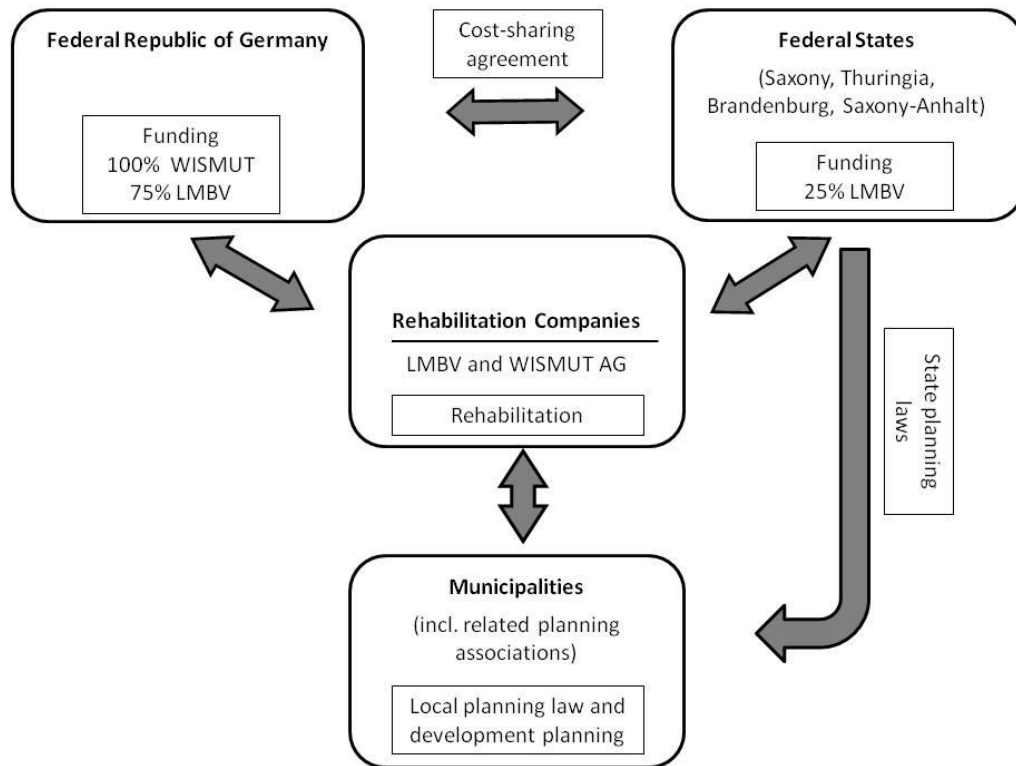 Federal Republic of Germany
Funding
100% WISMUT
75% LMBV
Cost-sharing
agreement
Federal States
(Saxony, Thuringia,
Brandenburg, Saxony-Anhalt)
Funding
25% LMBV
Rehabilitation Companies
LMBV and WISMUT AG
Rehabilitation
State planning
laws
Municipalities
(incl. related planning
associations)
Local planning law and
development planning